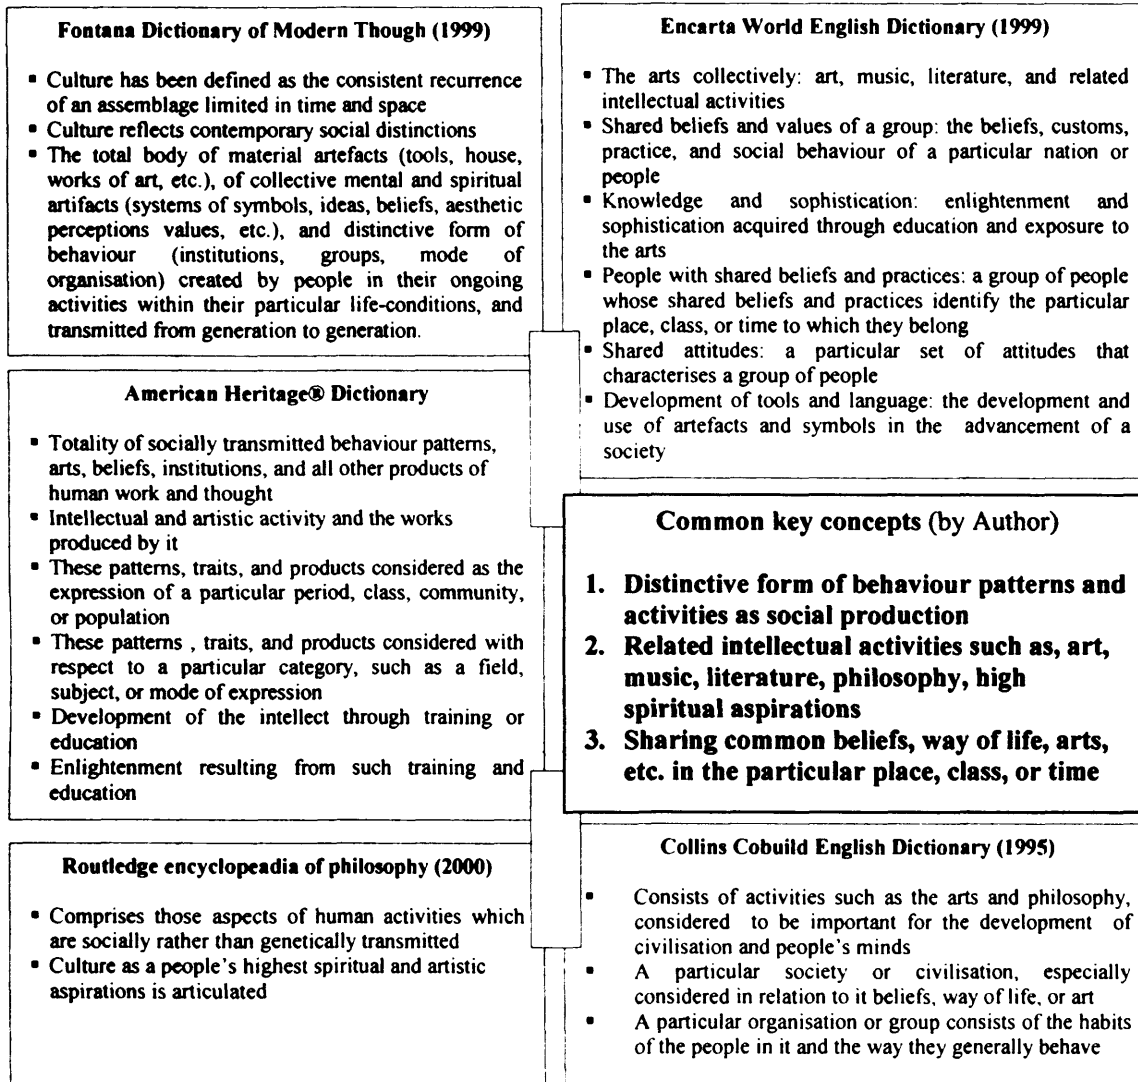 Fontana Dictionary of Modern Though (1999)
▪ Culture has been defined as the consistent recurrence
of an assemblage limited in time and space
▪ Culture reflects contemporary social distinctions
▪ The total body of material artefacts (tools, house,
works of art, etc.), of collective mental and spiritual
artifacts (systems of symbols, ideas, beliefs, aesthetic
perceptions values, etc.), and distinctive form of
behaviour (institutions, groups, mode of
organisation) created by people in their ongoing
activities within their particular life-conditions, and
transmitted from generation to generation.
American Heritage® Dictionary
▪ Totality of socially transmitted behaviour patterns,
arts, beliefs, institutions, and all other products of
human work and thought
▪ Intellectual and artistic activity and the works
produced by it
▪ These patterns, traits, and products considered as the
expression of a particular period, class, community,
or population
▪ These patterns , traits, and products considered with
respect to a particular category, such as a field,
subject, or mode of expression
▪ Development of the intellect through training or
education
▪ Enlightenment resulting from such training and
education
Routledge encyclopeadia of philosophy (2000)
▪ Comprises those aspects of human activities which
are socially rather than genetically transmitted
▪ Culture as a people's highest spiritual and artistic
aspirations is articulated
Encarta World English Dictionary (1999)
▪ The arts collectively: art, music, literature, and related
intellectual activities
▪ Shared beliefs and values of a group: the beliefs, customs,
practice, and social behaviour of a particular nation or
people
▪ Knowledge and sophistication: enlightenment and
sophistication acquired through education and exposure to
the arts
▪ People with shared beliefs and practices: a group of people
whose shared beliefs and practices identify the particular
place, class, or time to which they belong
▪ Shared attitudes: a particular set of attitudes that
characterises a group of people
▪ Development of tools and language: the development and
use of artefacts and symbols in the advancement of a
society
Common key concepts (by Author)
1. Distinctive form of behaviour patterns and
activities as social production
2. Related intellectual activities such as, art,
music, literature, philosophy, high
spiritual aspirations
3. Sharing common beliefs, way of life, arts,
etc. in the particular place, class, or time
Collins Cobuild English Dictionary (1995)
▪ Consists of activities such as the arts and philosophy,
considered to be important for the development of
civilisation and people's minds
▪ A particular society or civilisation, especially
considered in relation to it beliefs, way of life, or art
▪ A particular organisation or group consists of the habits
of the people in it and the way they generally behave